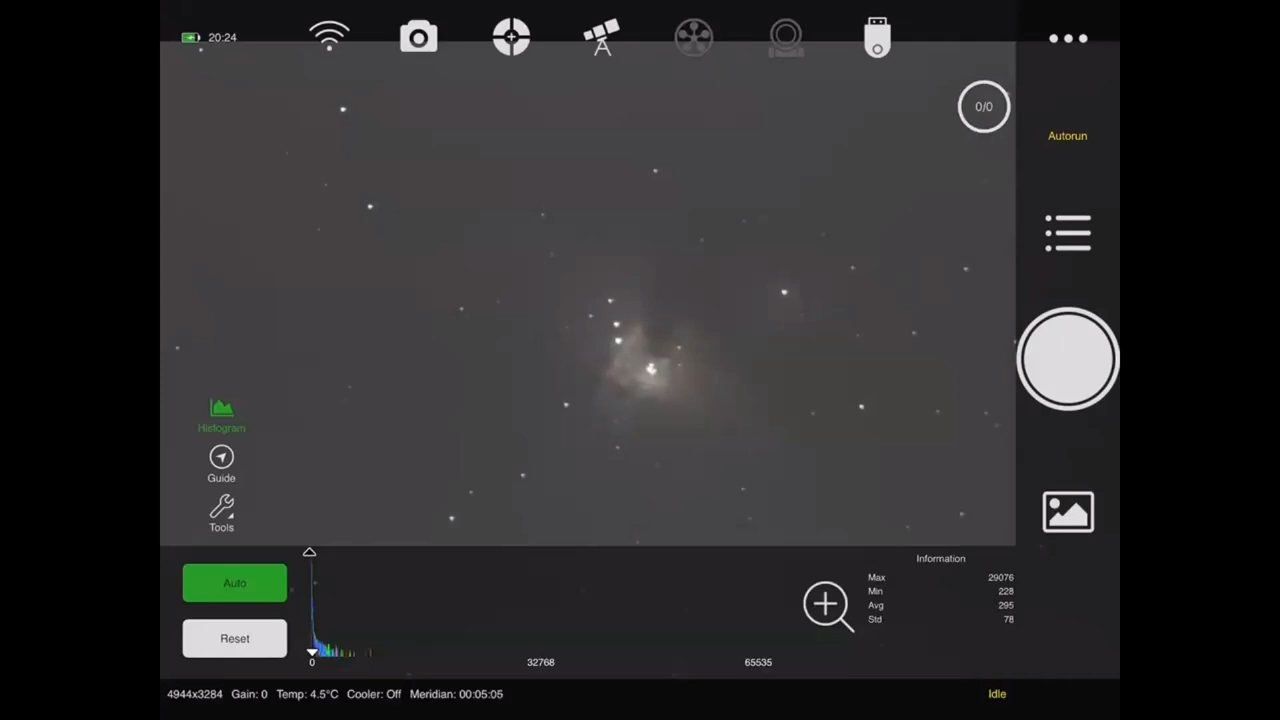 20:24
0/0
Autorun
Histogram
Guide
Tools
Information
Auto
Max 29076
Min 228
Avg 295
Std 78
Reset
0 32768 65535
4944x3284 Gain: 0 Temp: 4.5°C Cooler: Off Meridian: 00:05:05 Idle